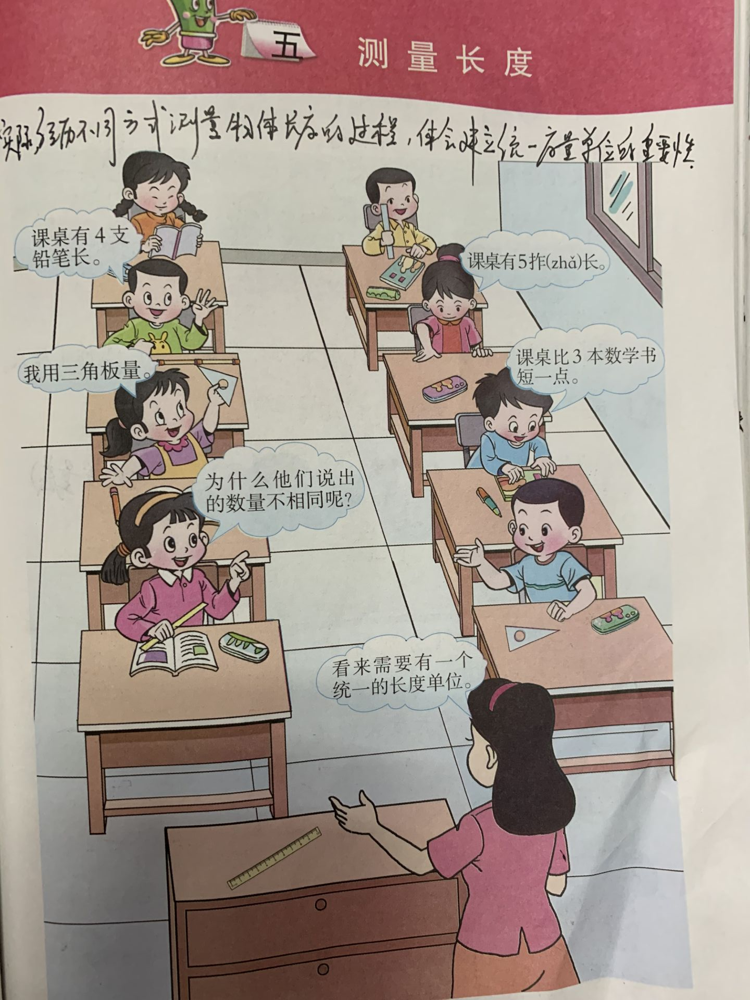 五
测量长度
实际经历不同方式测量物体长度的过程，体会建立统一度量单位的重要性.
课桌有4支
铅笔长。
课桌有5拃(zhǎ)长。
我用三角板量。
课桌比3本数学书
短一点。
为什么他们说出
的数量不相同呢?
看来需要有一个
统一的长度单位。